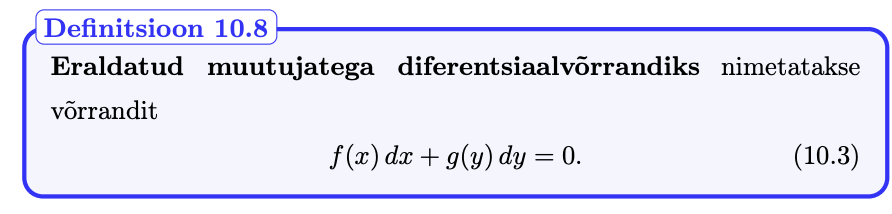 Definitsioon 10.8
Eraldatud muutujatega diferentsiaalvõrrandiks nimetatakse
võrrandit
f(x) dx + g(y) dy = 0. (10.3)